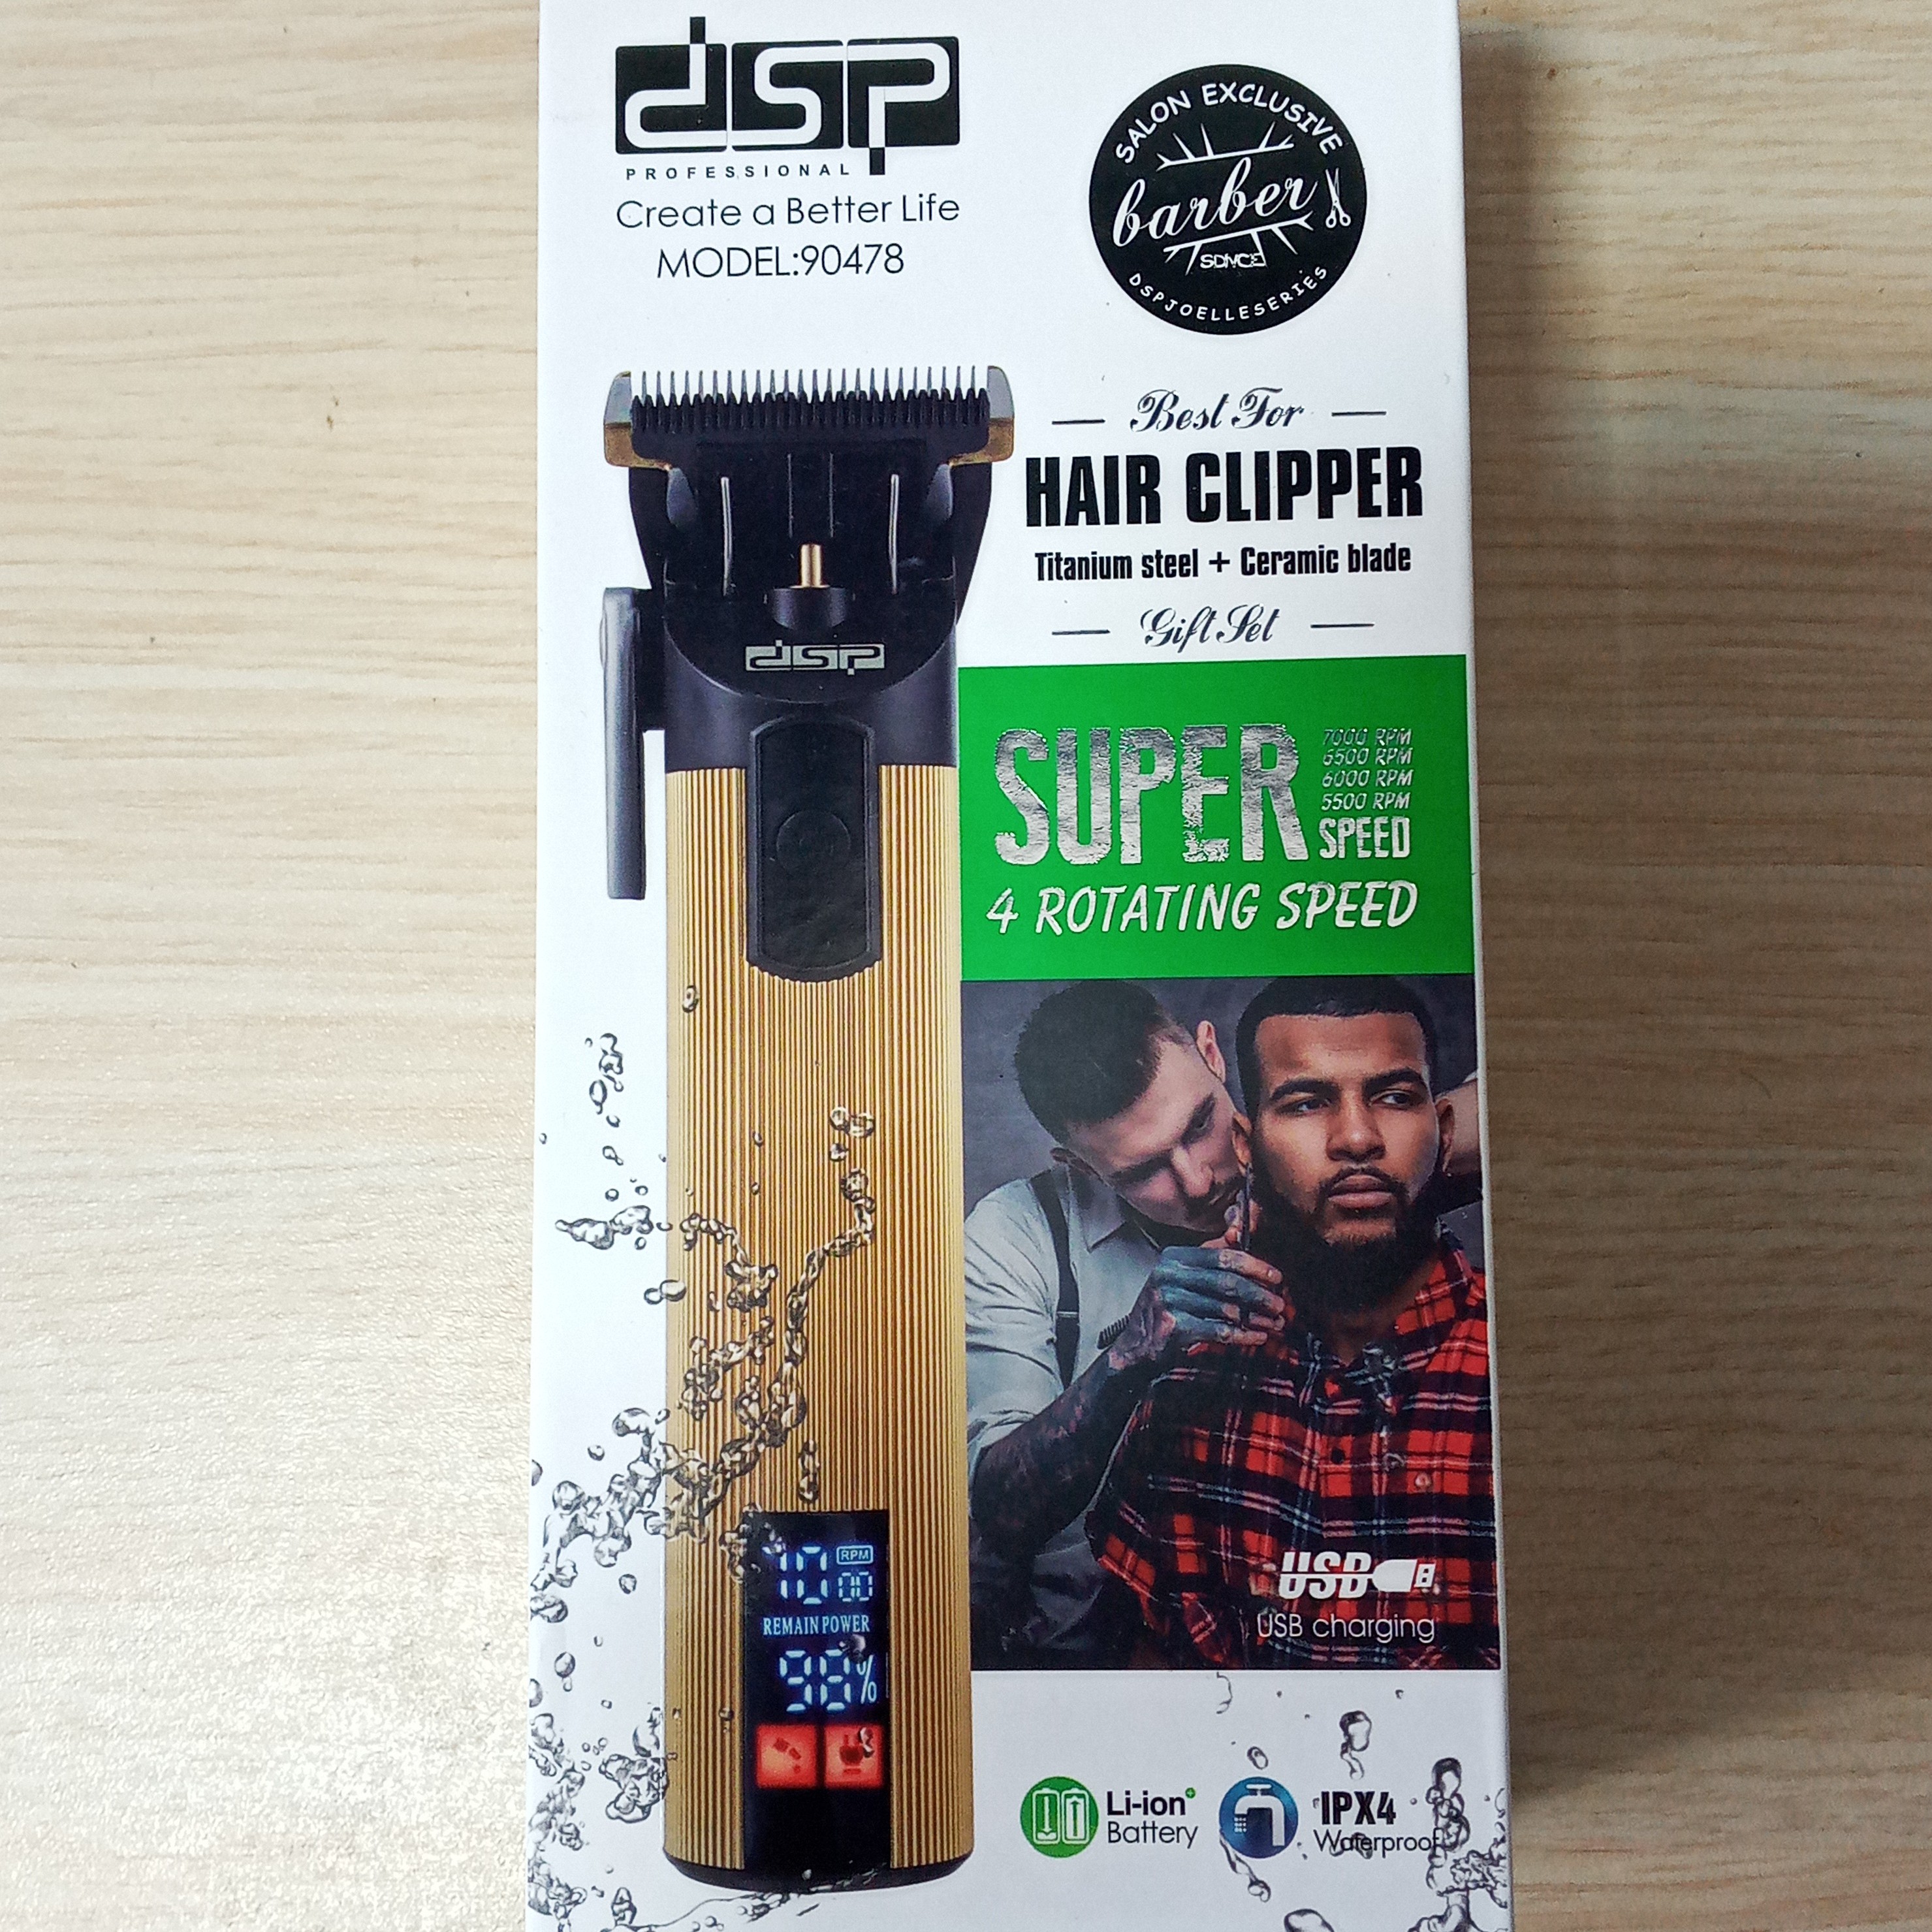 dsp
PROFESSIONAL
Create a Better Life
MODEL:90478
SALON EXCLUSIVE
barber
SDMCE
DSPJOELLESERIES
Best For
HAIR CLIPPER
Titanium steel + Ceramic blade
Gift Set
dsp
SUPER
7000 RPM
6500 RPM
6000 RPM
5500 RPM
SPEED
4 ROTATING SPEED
RPM
00
REMAIN POWER
98%
USB
USB charging
Li-ion+
Battery
IPX4
Waterproof